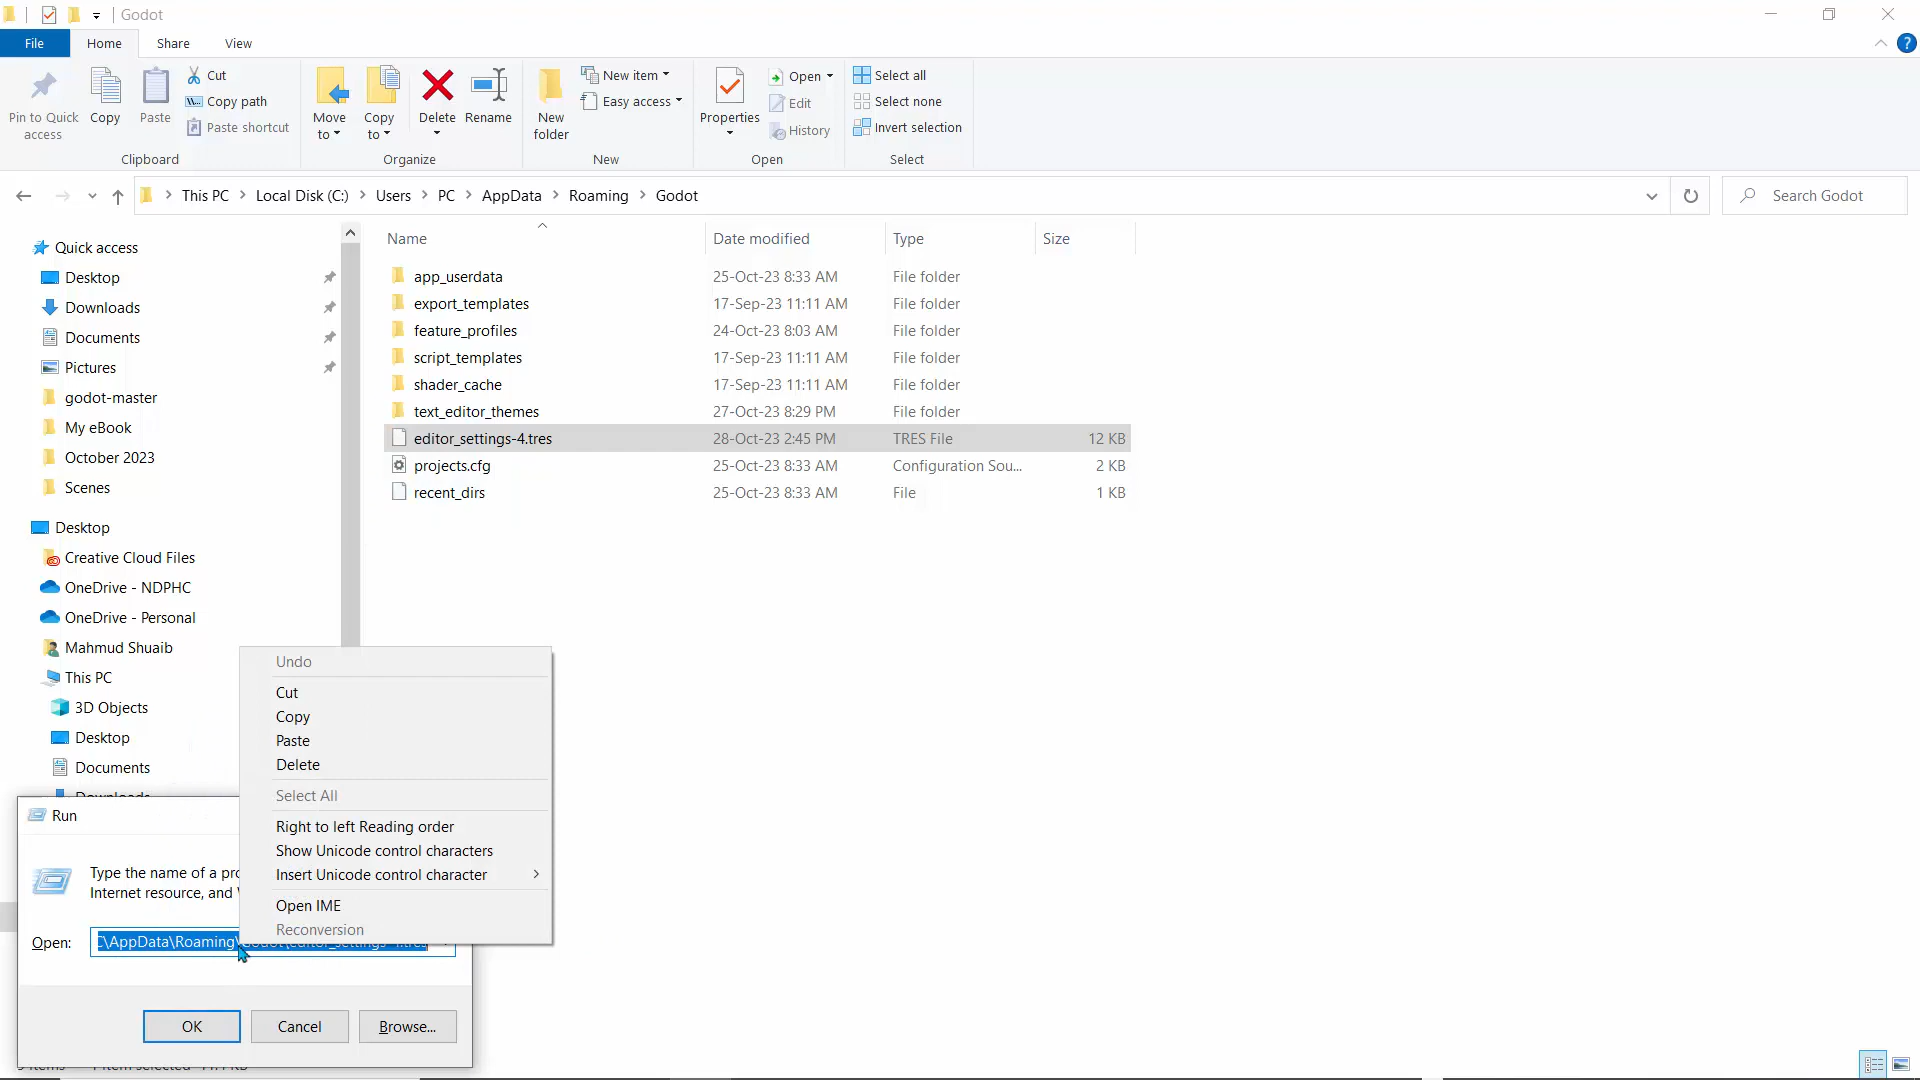 Godot
File Home Share View
Pin to Quick access
Copy
Paste
Cut
Copy path
Paste shortcut
Clipboard
Move to
Copy to
Delete
Rename
Organize
New folder
New item
Easy access
New
Properties
Open
Edit
History
Open
Select all
Select none
Invert selection
Select
This PC > Local Disk (C:) > Users > PC > AppData > Roaming > Godot
Search Godot
Quick access
Desktop
Downloads
Documents
Pictures
godot-master
My eBook
October 2023
Scenes
Desktop
Creative Cloud Files
OneDrive - NDPHC
OneDrive - Personal
Mahmud Shuaib
This PC
3D Objects
Desktop
Documents
Downloads
Name Date modified Type Size
app_userdata 25-Oct-23 8:33 AM File folder
export_templates 17-Sep-23 11:11 AM File folder
feature_profiles 24-Oct-23 8:03 AM File folder
script_templates 17-Sep-23 11:11 AM File folder
shader_cache 17-Sep-23 11:11 AM File folder
text_editor_themes 27-Oct-23 8:29 PM File folder
editor_settings-4.tres 28-Oct-23 2:45 PM TRES File 12 KB
projects.cfg 25-Oct-23 8:33 AM Configuration Sou... 2 KB
recent_dirs 25-Oct-23 8:33 AM File 1 KB
Undo
Cut
Copy
Paste
Delete
Select All
Right to left Reading order
Show Unicode control characters
Insert Unicode control character
Open IME
Reconversion
Run
Type the name of a pro
Internet resource, and
Open: C\AppData\Roaming\Godot\editor_settings-4.tres
OK Cancel Browse...